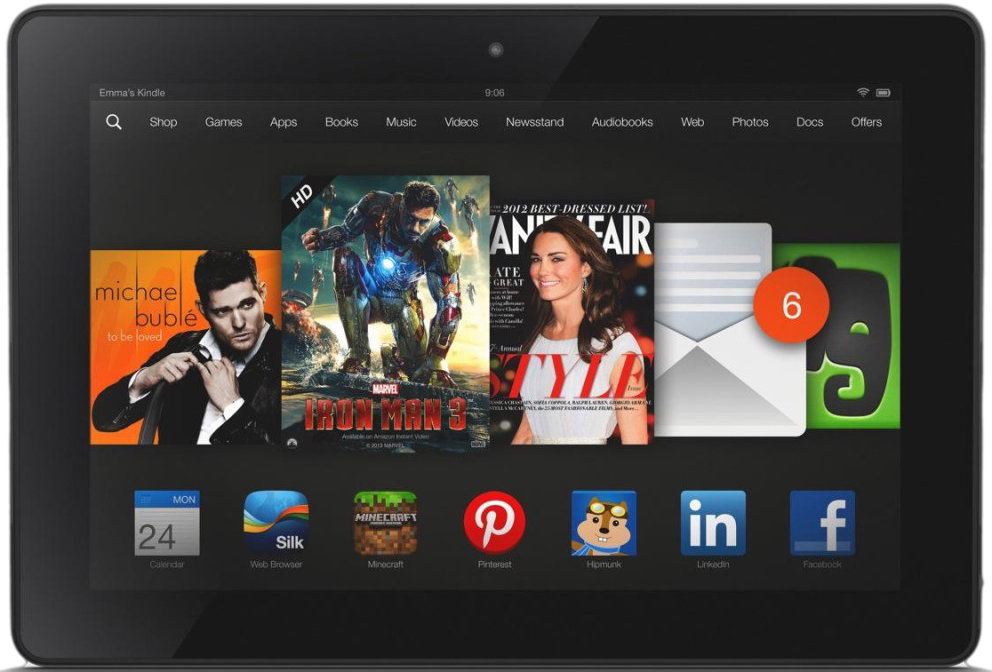 Emma's Kindle
9:06
Shop Games Apps Books Music Videos Newsstand Audiobooks Web Photos Docs Offers
michael
bublé
to be loved
HD
MARVEL
IRON MAN 3
Available on Amazon Instant Video
© 2013 MARVEL
2012 BEST-DRESSED LIST!
VANITY FAIR
STYLE
6
MON
24
Calendar
Silk
Web Browser
MINECRAFT
Minecraft
Pinterest
Hipmunk
in
LinkedIn
f
Facebook